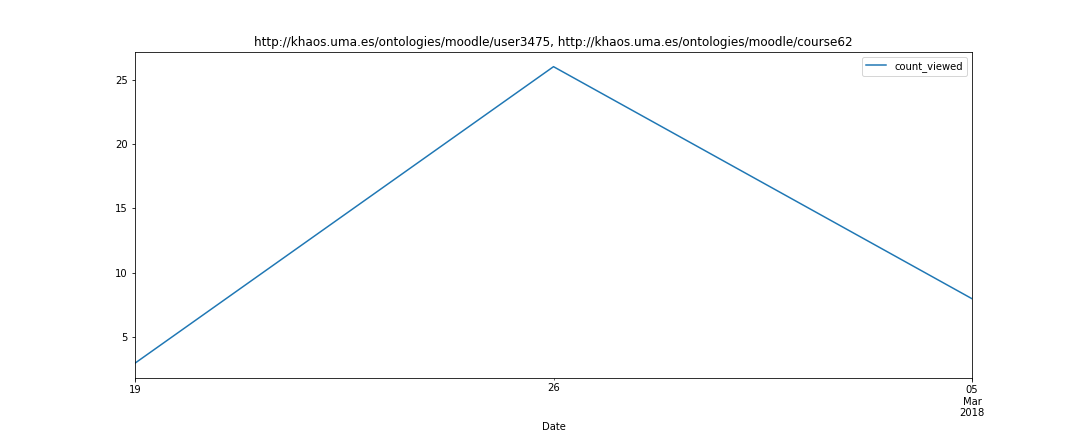 http://khaos.uma.es/ontologies/moodle/user3475, http://khaos.uma.es/ontologies/moodle/course62
count_viewed
25
20
15
10
5
19
26
05
Mar
2018
Date